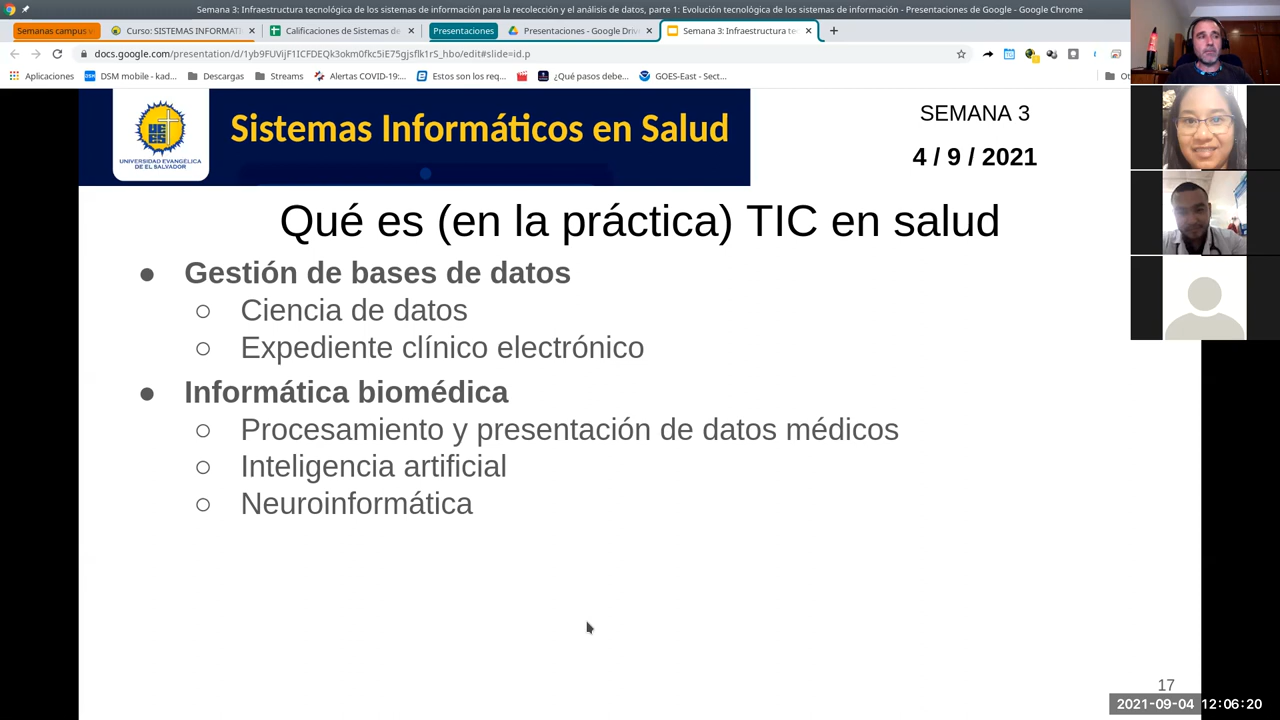 Semana 3: Infraestructura tecnológica de los sistemas de información para la recolección y el análisis de datos, parte 1: Evolución tecnológica de los sistemas de información - Presentaciones de Google - Google Chrome
Semanas campus v
Curso: SISTEMAS INFORMATI
Calificaciones de Sistemas de
Presentaciones
Presentaciones - Google Drive
Semana 3: Infraestructura te
docs.google.com/presentation/d/1yb9FUVijF1ICFDEQk3okm0fkc5iE75gjsflk1rS_hbo/edit#slide=id.p
Aplicaciones
DSM mobile - kad...
Descargas
Streams
Alertas COVID-19:...
Estos son los req...
¿Qué pasos debe...
GOES-East - Sect...
Ot
UE
ES
UNIVERSIDAD EVANGÉLICA
DE EL SALVADOR
Sistemas Informáticos en Salud
SEMANA 3
4 / 9 / 2021
Qué es (en la práctica) TIC en salud
● Gestión de bases de datos
○ Ciencia de datos
○ Expediente clínico electrónico
● Informática biomédica
○ Procesamiento y presentación de datos médicos
○ Inteligencia artificial
○ Neuroinformática
17
2021-09-04 12:06:20